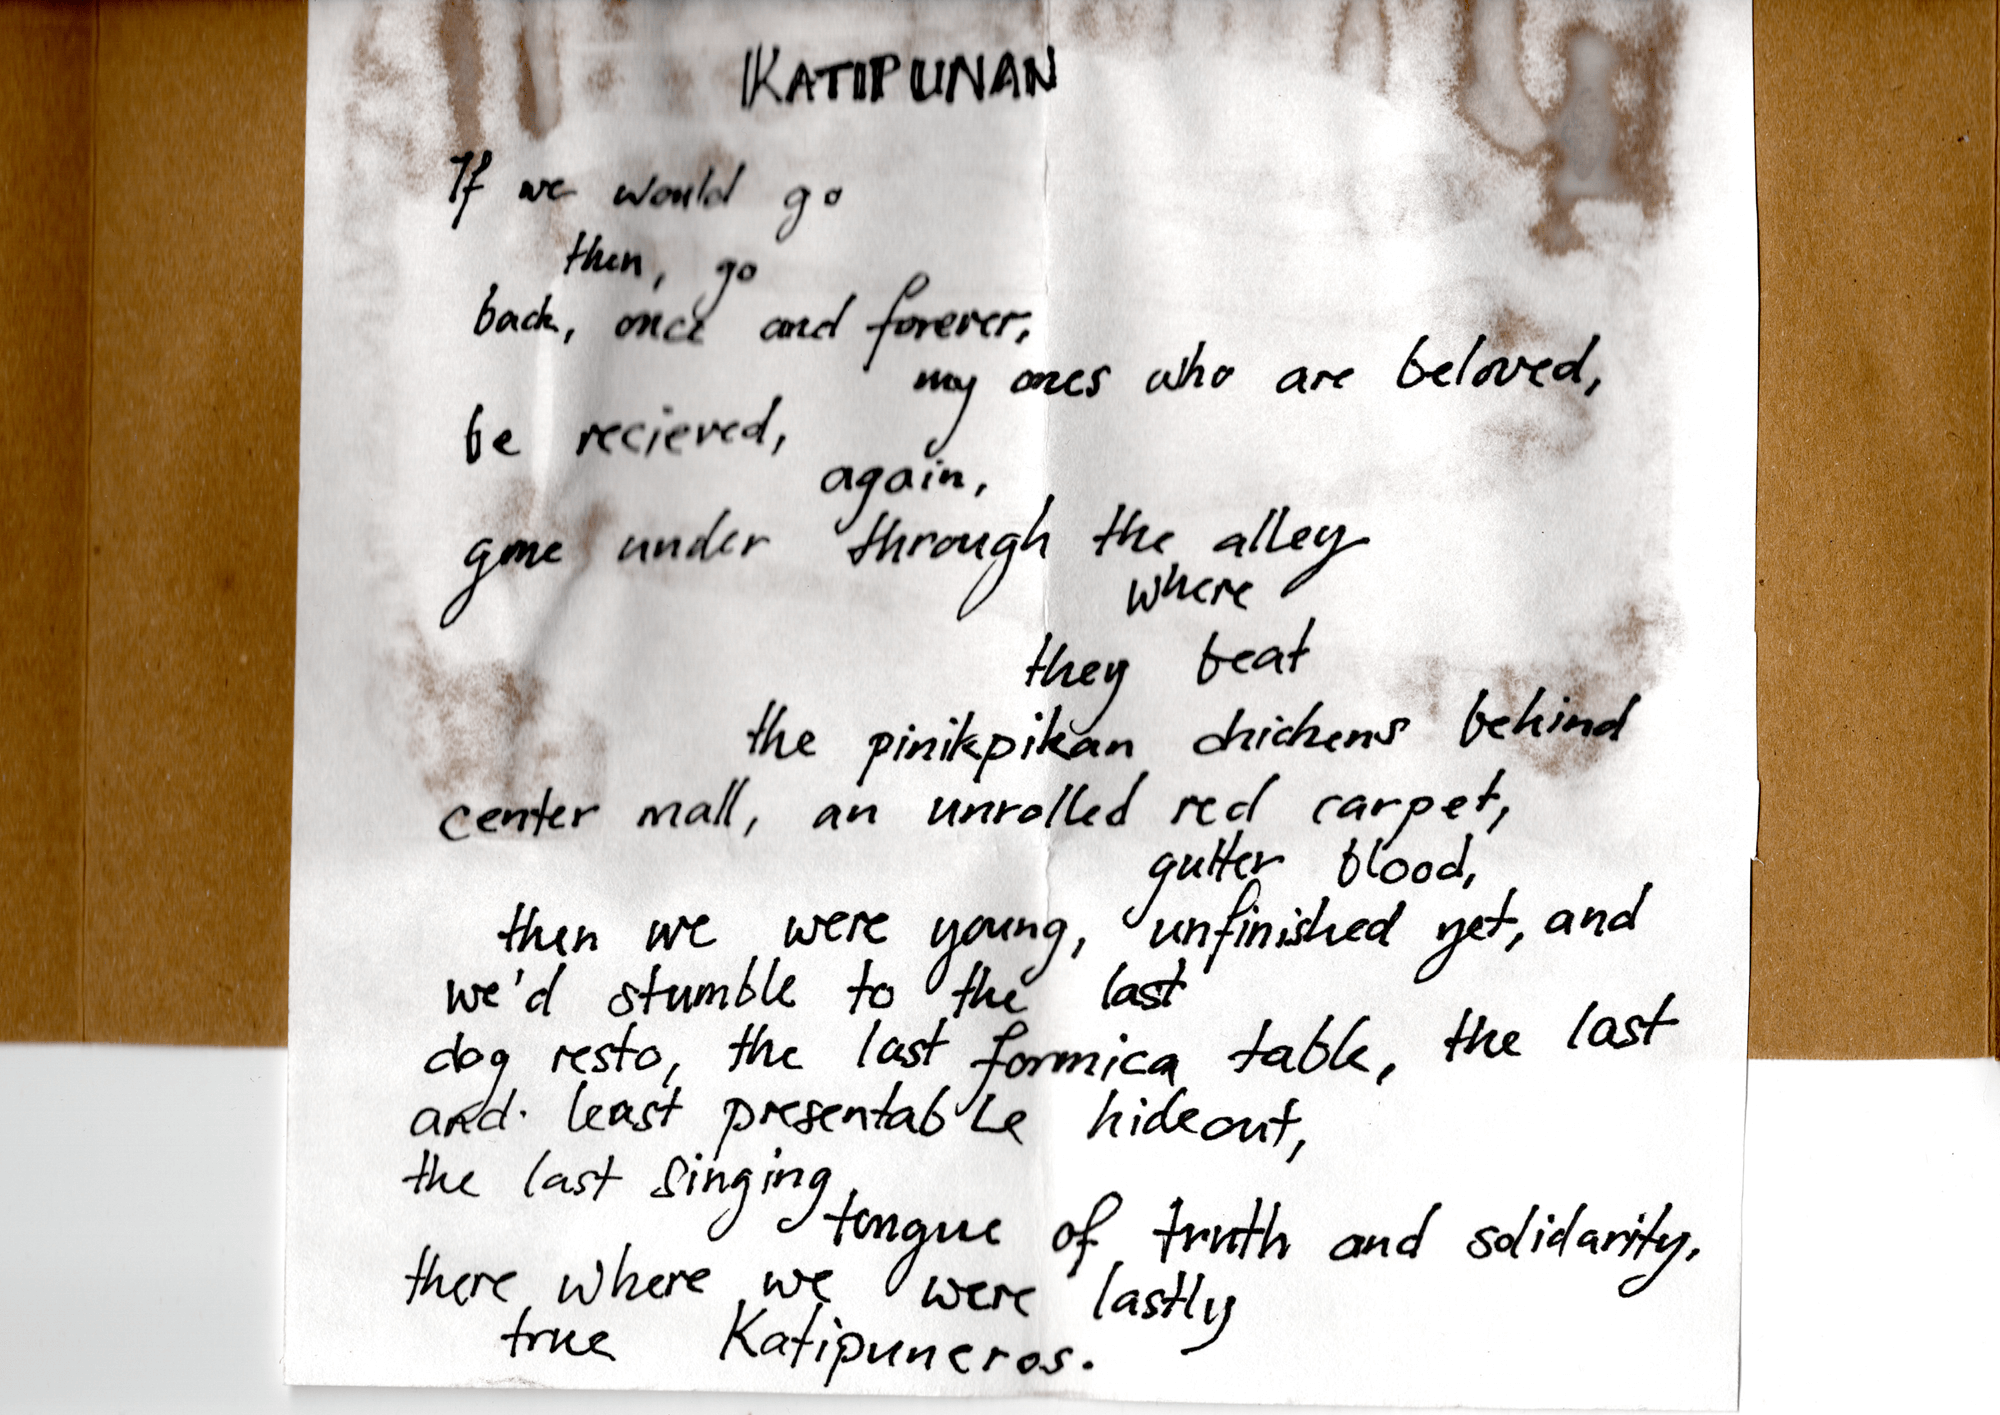 KATIPUNAN
If we would go
then, go
back, once and forever,
my ones who are beloved,
be recieved,
again,
gone under through the alley
where
they beat
the pinikpikan chickens behind
center mall, an unrolled red carpet,
gutter blood,
then we were young, unfinished yet, and
we'd stumble to the last
dog resto, the last formica table, the last
and least presentable hideout,
the last singing
tongue of truth and solidarity,
there where we were lastly
true Katipuneros.